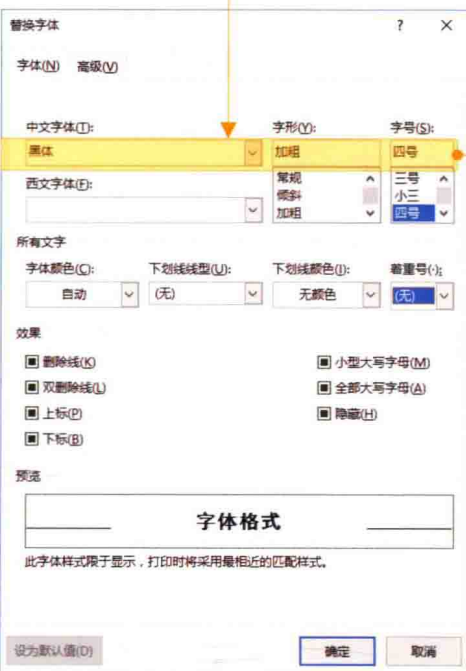 替换字体 ? ×
字体(N) 高级(V)
中文字体(T): 字形(Y): 字号(S):
黑体 加粗 四号
西文字体(F): 常规 三号
倾斜 小三
加粗 四号
所有文字
字体颜色(C): 下划线线型(U): 下划线颜色(I): 着重号(·):
自动 (无) 无颜色 (无)
效果
删除线(K) 小型大写字母(M)
双删除线(L) 全部大写字母(A)
上标(P) 隐藏(H)
下标(B)
预览
字体格式
此字体样式限于显示，打印时将采用最相近的匹配样式。
设为默认值(D) 确定 取消